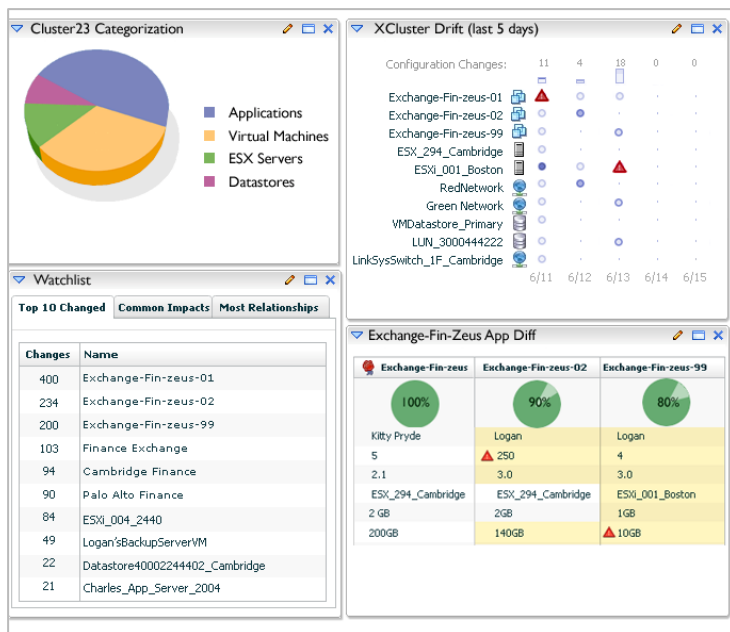 Cluster23 Categorization
Applications
Virtual Machines
ESX Servers
Datastores
XCluster Drift (last 5 days)
Configuration Changes: 11 4 18 0 0
Exchange-Fin-zeus-01
Exchange-Fin-zeus-02
Exchange-Fin-zeus-99
ESX_294_Cambridge
ESXi_001_Boston
RedNetwork
Green Network
VMDatastore_Primary
LUN_3000444222
LinkSysSwitch_1F_Cambridge
6/11 6/12 6/13 6/14 6/15
Watchlist
Top 10 Changed Common Impacts Most Relationships
Changes Name
400 Exchange-Fin-zeus-01
234 Exchange-Fin-zeus-02
200 Exchange-Fin-zeus-99
103 Finance Exchange
94 Cambridge Finance
90 Palo Alto Finance
84 ESXi_004_2440
49 Logan'sBackupServerVM
22 Datastore40002244402_Cambridge
21 Charles_App_Server_2004
Exchange-Fin-Zeus App Diff
Exchange-Fin-zeus Exchange-Fin-zeus-02 Exchange-Fin-zeus-99
100% 90% 80%
Kitty Pryde Logan Logan
5 250 4
2.1 3.0 3.0
ESX_294_Cambridge ESX_294_Cambridge ESXi_001_Boston
2 GB 2GB 1GB
200GB 140GB 10GB